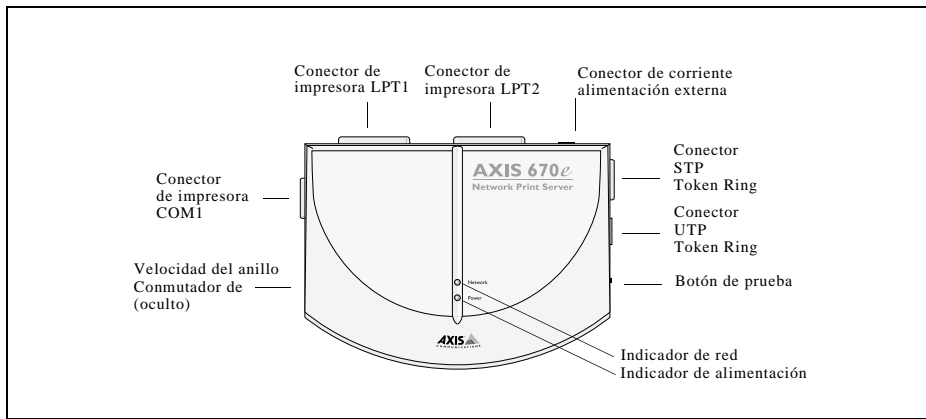 Conector de
impresora LPT1
Conector de
impresora LPT2
Conector de corriente
alimentación externa
AXIS 670e
Network Print Server
Conector
STP
Token Ring
Conector
de impresora
COM1
Conector
UTP
Token Ring
Velocidad del anillo
Conmutador de
(oculto)
Network
Power
Botón de prueba
AXIS
COMMUNICATIONS
Indicador de red
Indicador de alimentación